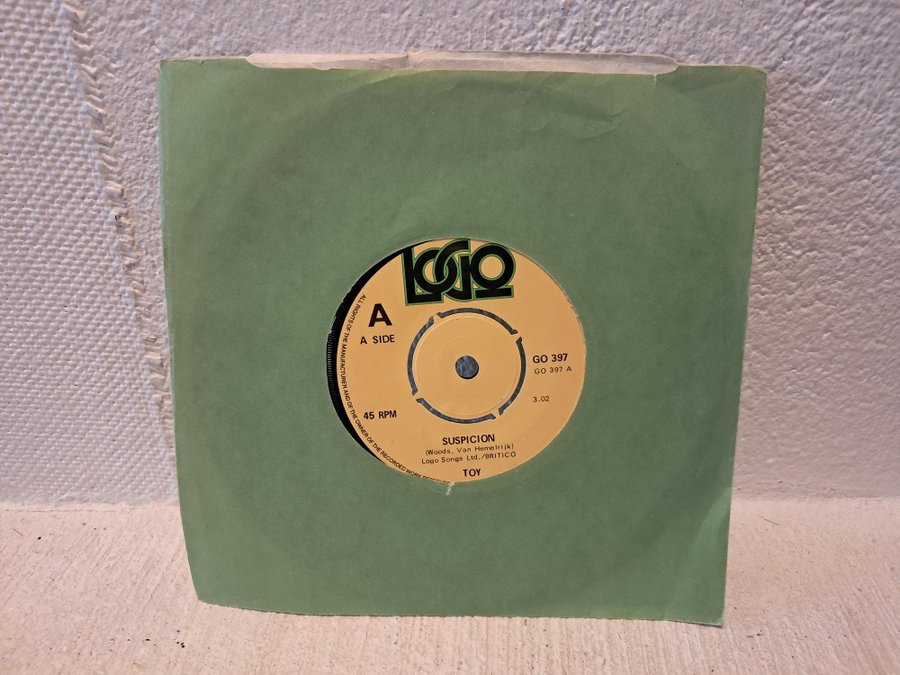 LOGO
A
A SIDE
GO 397
GO 397 A
45 RPM
3.02
SUSPICION
(Woods, Van Hemelrijk)
Logo Songs Ltd./BRITICO
TOY
ALL RIGHTS OF THE MANUFACTURER AND OF THE OWNER OF THE RECORDED WORK